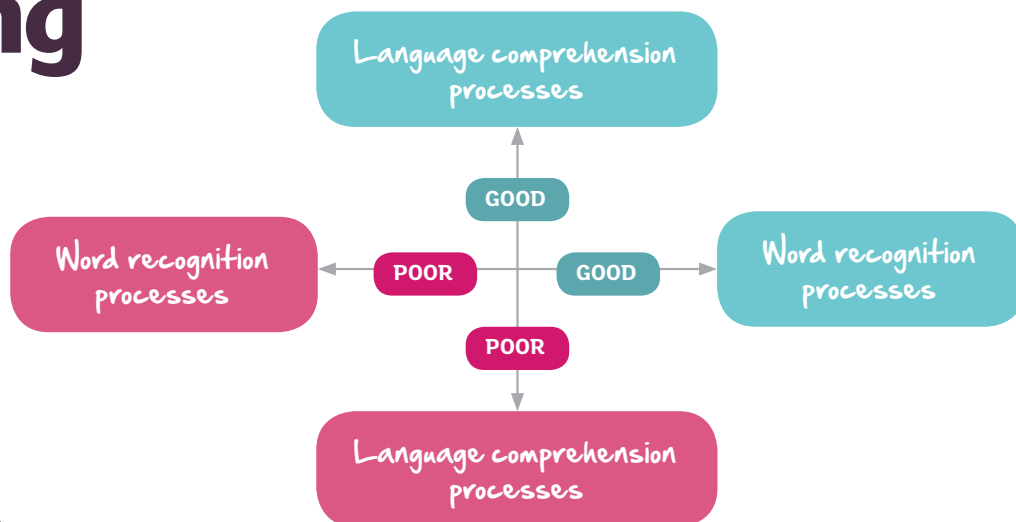 Language comprehension
processes
GOOD
Word recognition
processes
POOR
GOOD
Word recognition
processes
POOR
Language comprehension
processes